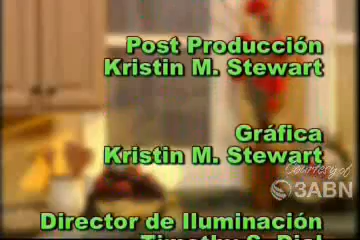 Post Producción
Kristin M. Stewart
Gráfica
Kristin M. Stewart
Courtesy of
3ABN
Director de Iluminación